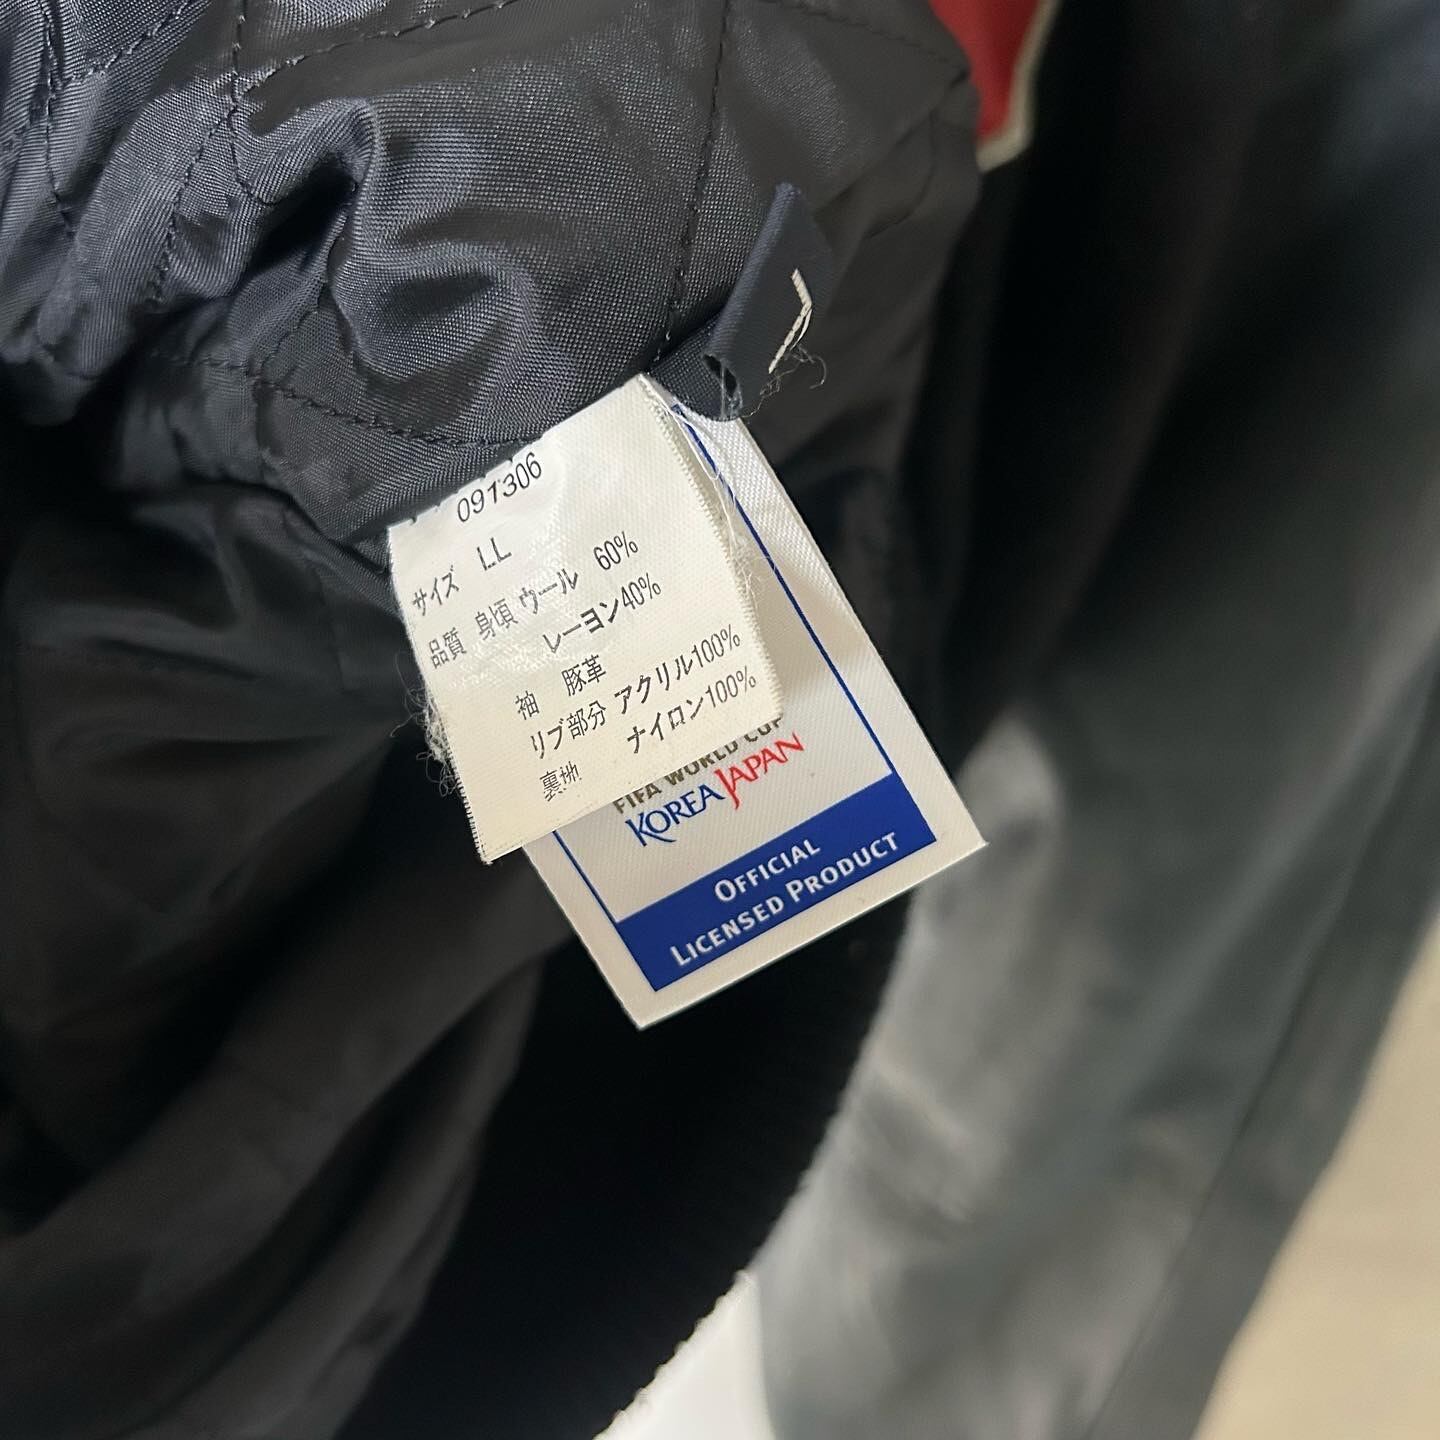 091306
サイズ LL
品質 身頃 ウール 60%
レーヨン40%
袖 豚革
リブ部分 アクリル100%
裏地 ナイロン100%
FIFA WORLD CUP
KOREA JAPAN
OFFICIAL
LICENSED PRODUCT